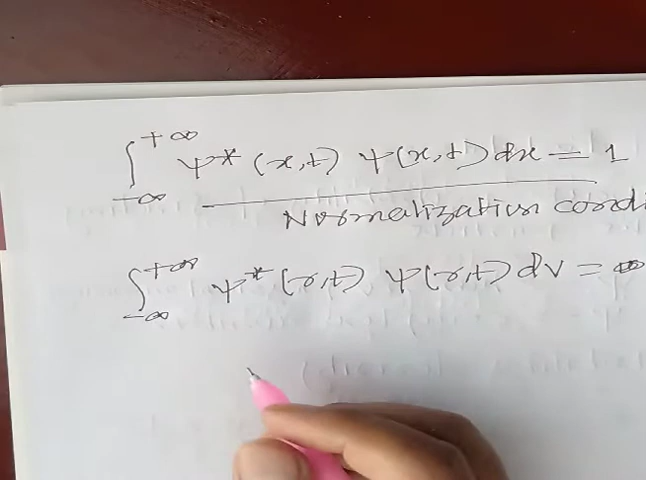 ∫_{-∞}^{+∞} ψ*(x,t) ψ(x,t) dx = 1
Normalization condi
∫_{-∞}^{+∞} ψ*(r,t) ψ(r,t) dv =